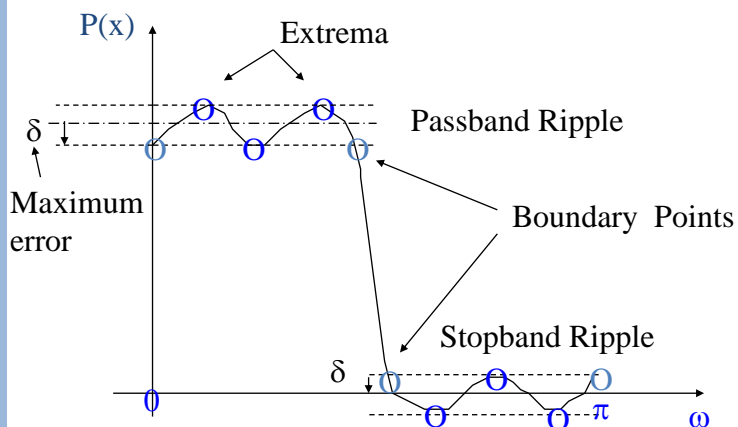 P(x)
Extrema
δ
Passband Ripple
Maximum
error
Boundary Points
Stopband Ripple
δ
0
π
ω